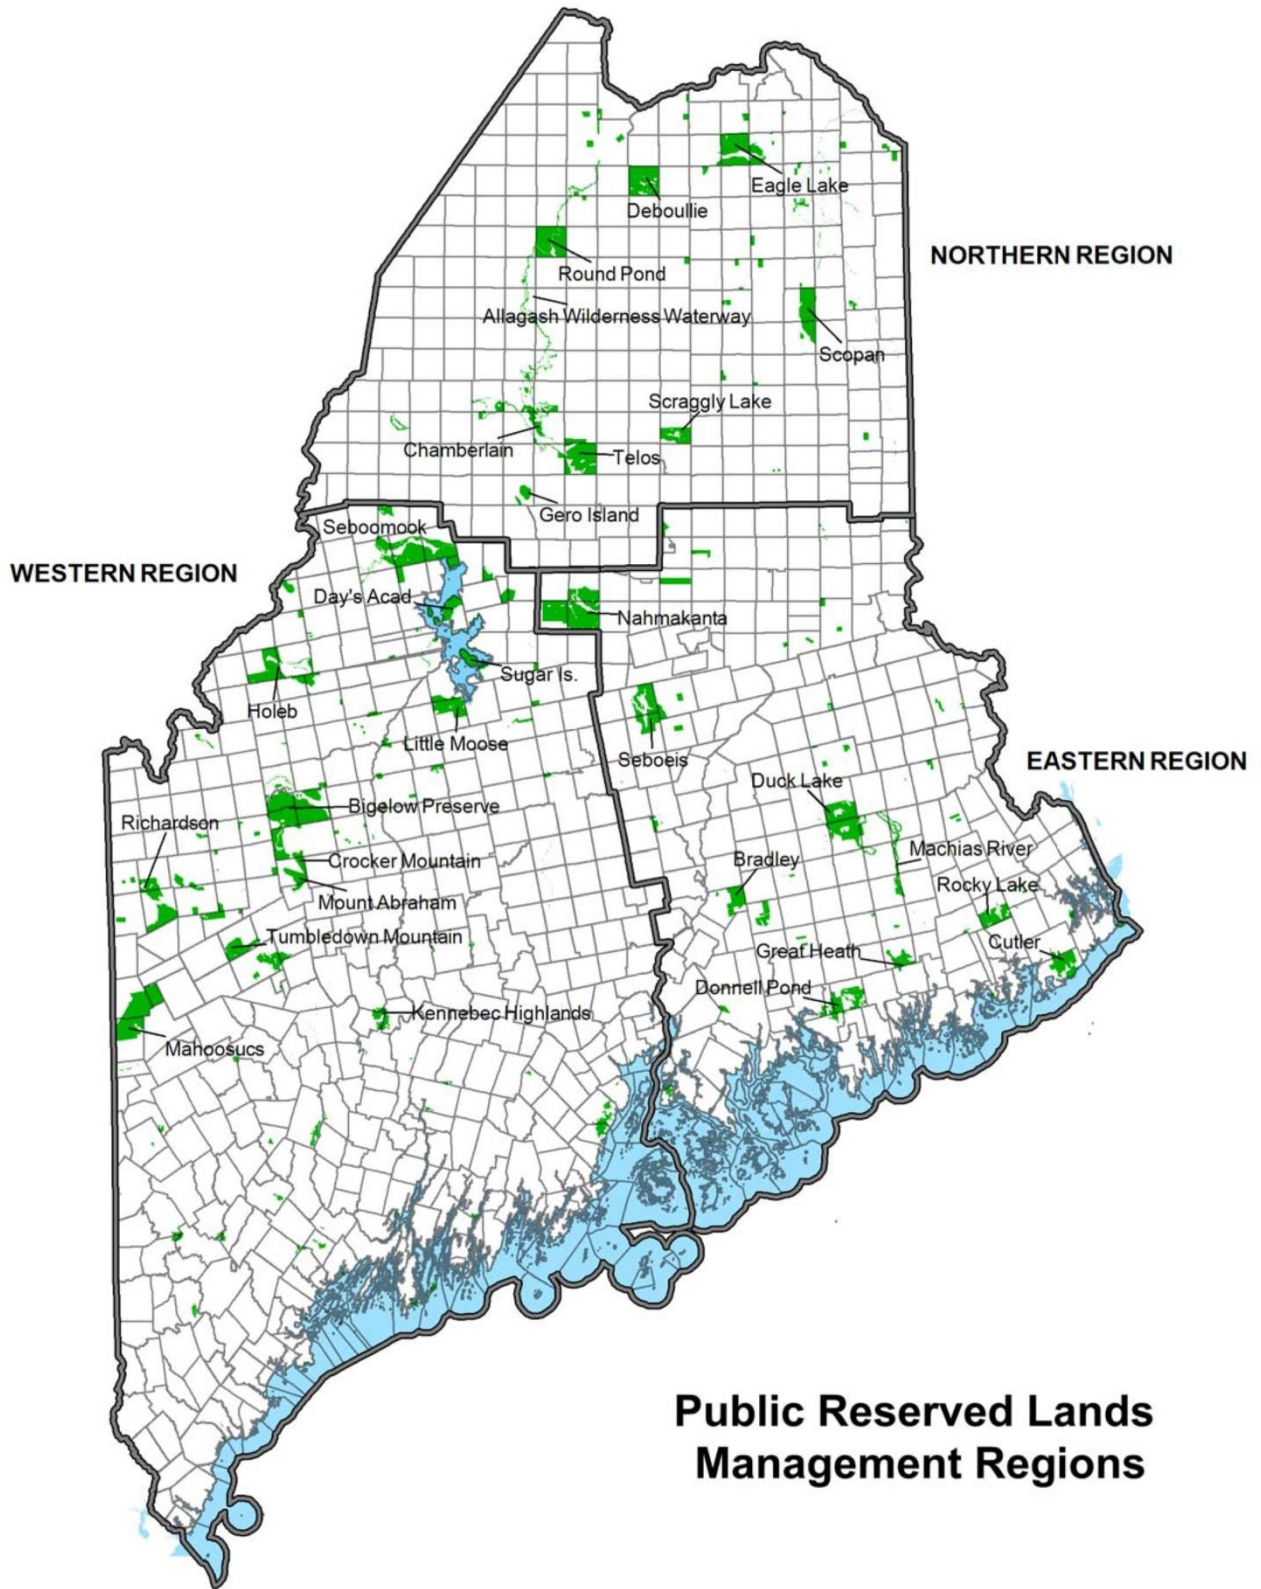 Eagle Lake
Deboullie
NORTHERN REGION
Round Pond
Allagash Wilderness Waterway
Scopan
Scraggly Lake
Chamberlain
Telos
Gero Island
Seboomook
WESTERN REGION
Day's Acad
Nahmakanta
Sugar Is.
Holeb
Little Moose
Seboeis
EASTERN REGION
Duck Lake
Bigelow Preserve
Richardson
Machias River
Crocker Mountain
Bradley
Rocky Lake
Mount Abraham
Tumbledown Mountain
Cutler
Great Heath
Donnell Pond
Kennebec Highlands
Mahoosucs
Public Reserved Lands
Management Regions